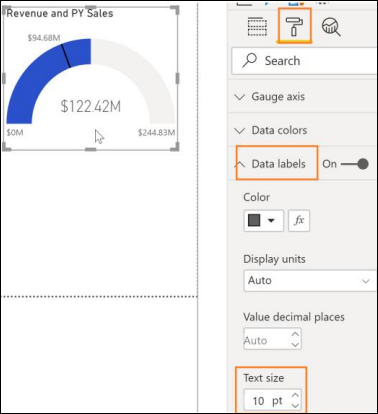 Revenue and PY Sales
$94.68M
$122.42M
$0M
$244.83M
Search
Gauge axis
Data colors
Data labels On
Color
fx
Display units
Auto
Value decimal places
Auto
Text size
10 pt